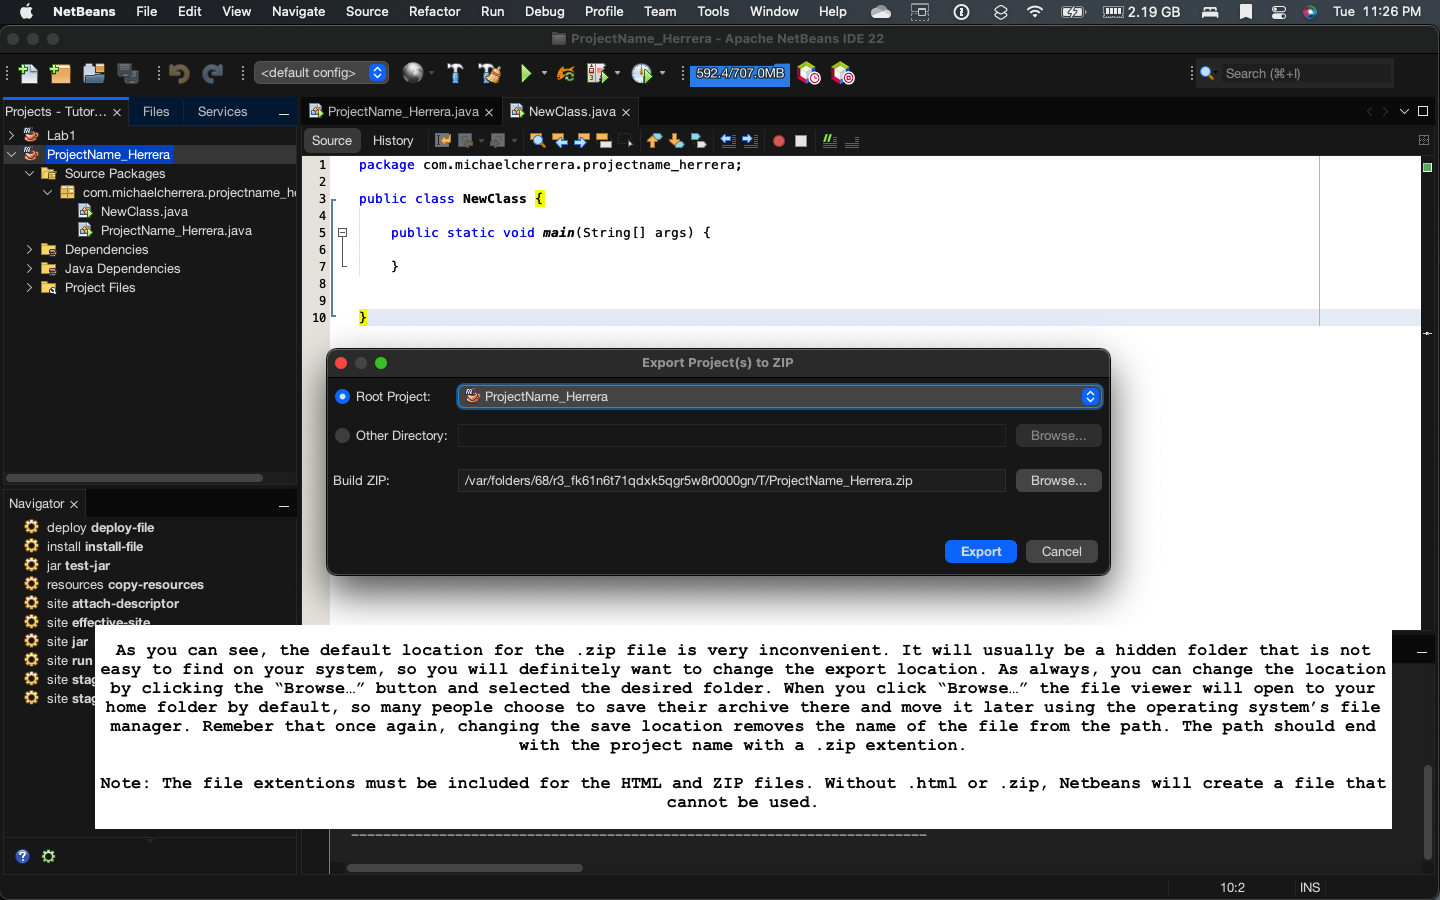 NetBeans File Edit View Navigate Source Refactor Run Debug Profile Team Tools Window Help 2.19 GB Tue 11:26 PM
ProjectName_Herrera - Apache NetBeans IDE 22
<default config> 592.4/707.0MB Search (⌘+I)
Projects - Tutor... × Files Services
ProjectName_Herrera.java × NewClass.java ×
Source History
Lab1
ProjectName_Herrera
Source Packages
com.michaelcherrera.projectname_he
NewClass.java
ProjectName_Herrera.java
Dependencies
Java Dependencies
Project Files
1 package com.michaelcherrera.projectname_herrera;
2
3 public class NewClass {
4
5 public static void main(String[] args) {
6
7 }
8
9
10 }
Export Project(s) to ZIP
Root Project: ProjectName_Herrera
Other Directory: Browse...
Build ZIP: /var/folders/68/r3_fk61n6t71qdxk5qgr5w8r0000gn/T/ProjectName_Herrera.zip Browse...
Export Cancel
Navigator ×
deploy deploy-file
install install-file
jar test-jar
resources copy-resources
site attach-descriptor
site effective-site
site jar
site run
site stag
site stag
As you can see, the default location for the .zip file is very inconvenient. It will usually be a hidden folder that is not
easy to find on your system, so you will definitely want to change the export location. As always, you can change the location
by clicking the “Browse…” button and selected the desired folder. When you click “Browse…” the file viewer will open to your
home folder by default, so many people choose to save their archive there and move it later using the operating system’s file
manager. Remeber that once again, changing the save location removes the name of the file from the path. The path should end
with the project name with a .zip extention.
Note: The file extentions must be included for the HTML and ZIP files. Without .html or .zip, Netbeans will create a file that
cannot be used.
------------------------------------------------------------------------
10:2 INS